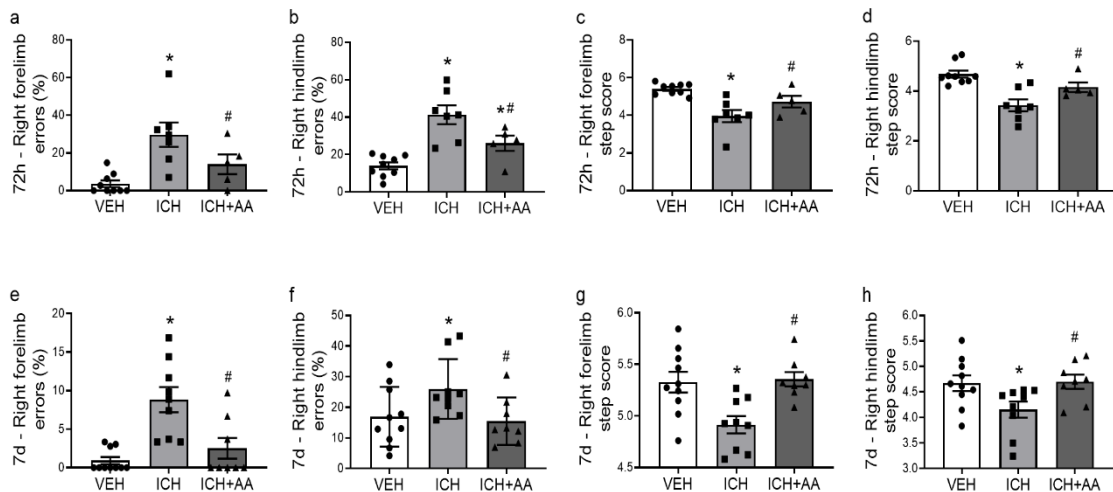 a
72h - Right forelimb
errors (%)
80
60
40
20
0
*
#
VEH ICH ICH+AA
b
72h - Right hindlimb
errors (%)
80
60
40
20
0
*
*#
VEH ICH ICH+AA
c
72h - Right forelimb
step score
8
6
4
2
0
*
#
VEH ICH ICH+AA
d
72h - Right hindlimb
step score
6
4
2
0
*
#
VEH ICH ICH+AA
e
7d - Right forelimb
errors (%)
20
15
10
5
0
*
#
VEH ICH ICH+AA
f
7d - Right hindlimb
errors (%)
50
40
30
20
10
0
*
#
VEH ICH ICH+AA
g
7d - Right forelimb
step score
6.0
5.5
5.0
4.5
*
#
VEH ICH ICH+AA
h
7d - Right hindlimb
step score
6.0
5.5
5.0
4.5
4.0
3.5
3.0
*
#
VEH ICH ICH+AA